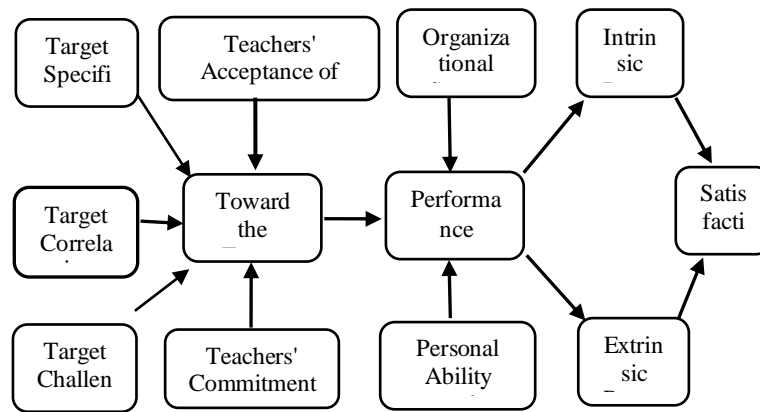 Target
Specifi
Teachers'
Acceptance of
Organiza
tional
Intrin
sic
Target
Correla
Toward
the
Performa
nce
Satis
facti
Target
Challen
Teachers'
Commitment
Personal
Ability
Extrin
sic